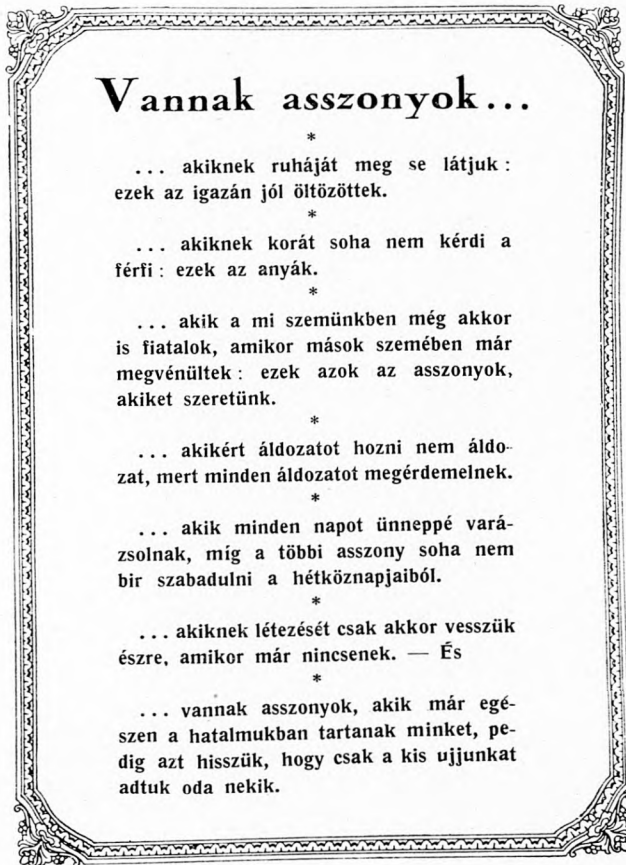 Vannak asszonyok...
*
... akiknek ruháját meg se látjuk :
ezek az igazán jól öltözöttek.
*
... akiknek korát soha nem kérdi a
férfi : ezek az anyák.
*
... akik a mi szemünkben még akkor
is fiatalok, amikor mások szemében már
megvénültek : ezek azok az asszonyok,
akiket szeretünk.
*
... akikért áldozatot hozni nem áldo-
zat, mert minden áldozatot megérdemelnek.
*
... akik minden napot ünneppé vará-
zsolnak, míg a többi asszony soha nem
bir szabadulni a hétköznapjaiból.
*
... akiknek létezését csak akkor vesszük
észre, amikor már nincsenek. — És
*
... vannak asszonyok, akik már egé-
szen a hatalmukban tartanak minket, pe-
dig azt hisszük, hogy csak a kis ujjunkat
adtuk oda nekik.